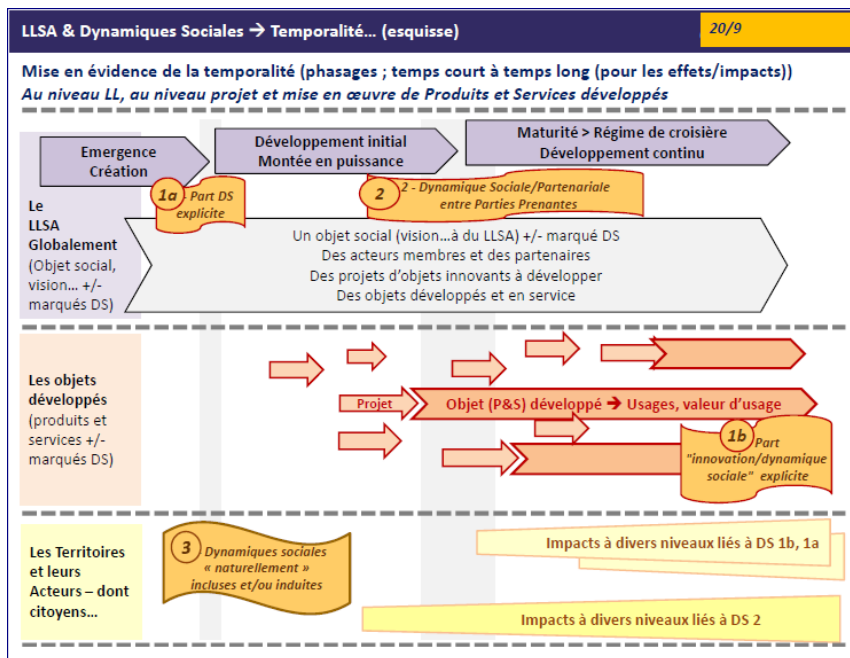 LLSA & Dynamiques Sociales → Temporalité... (esquisse)
20/9
Mise en évidence de la temporalité (phasages ; temps court à temps long (pour les effets/impacts))
Au niveau LL, au niveau projet et mise en œuvre de Produits et Services développés
Emergence
Création
Développement initial
Montée en puissance
Maturité > Régime de croisière
Développement continu
Le
LLSA
Globalement
(Objet social,
vision... +/-
marqués DS)
1a - Part DS
explicite
2
2 - Dynamique Sociale/Partenariale
entre Parties Prenantes
Un objet social (vision...à du LLSA) +/- marqué DS
Des acteurs membres et des partenaires
Des projets d'objets innovants à développer
Des objets développés et en service
Les objets
développés
(produits et
services +/-
marqués DS)
Projet
Objet (P&S) développé → Usages, valeur d'usage
1b Part
"innovation/dynamique
sociale" explicite
Les Territoires
et leurs
Acteurs – dont
citoyens...
3 Dynamiques sociales
« naturellement »
incluses et/ou induites
Impacts à divers niveaux liés à DS 1b, 1a
Impacts à divers niveaux liés à DS 2